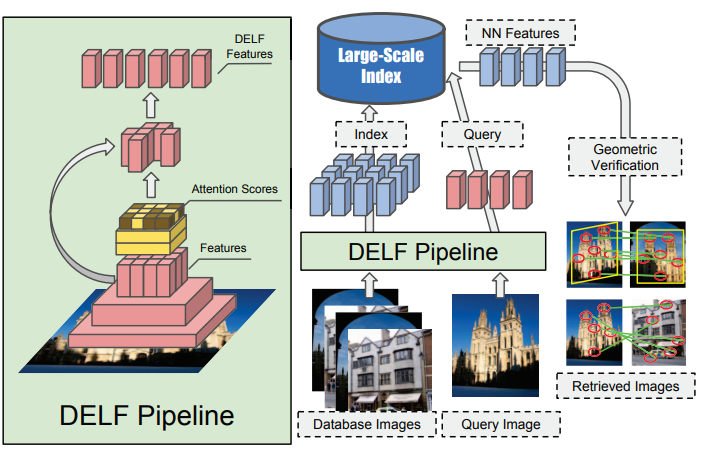 DELF
Features
Attention Scores
Features
DELF Pipeline
Large-Scale
Index
NN Features
Index
Query
Geometric
Verification
DELF Pipeline
Database Images
Query Image
Retrieved Images